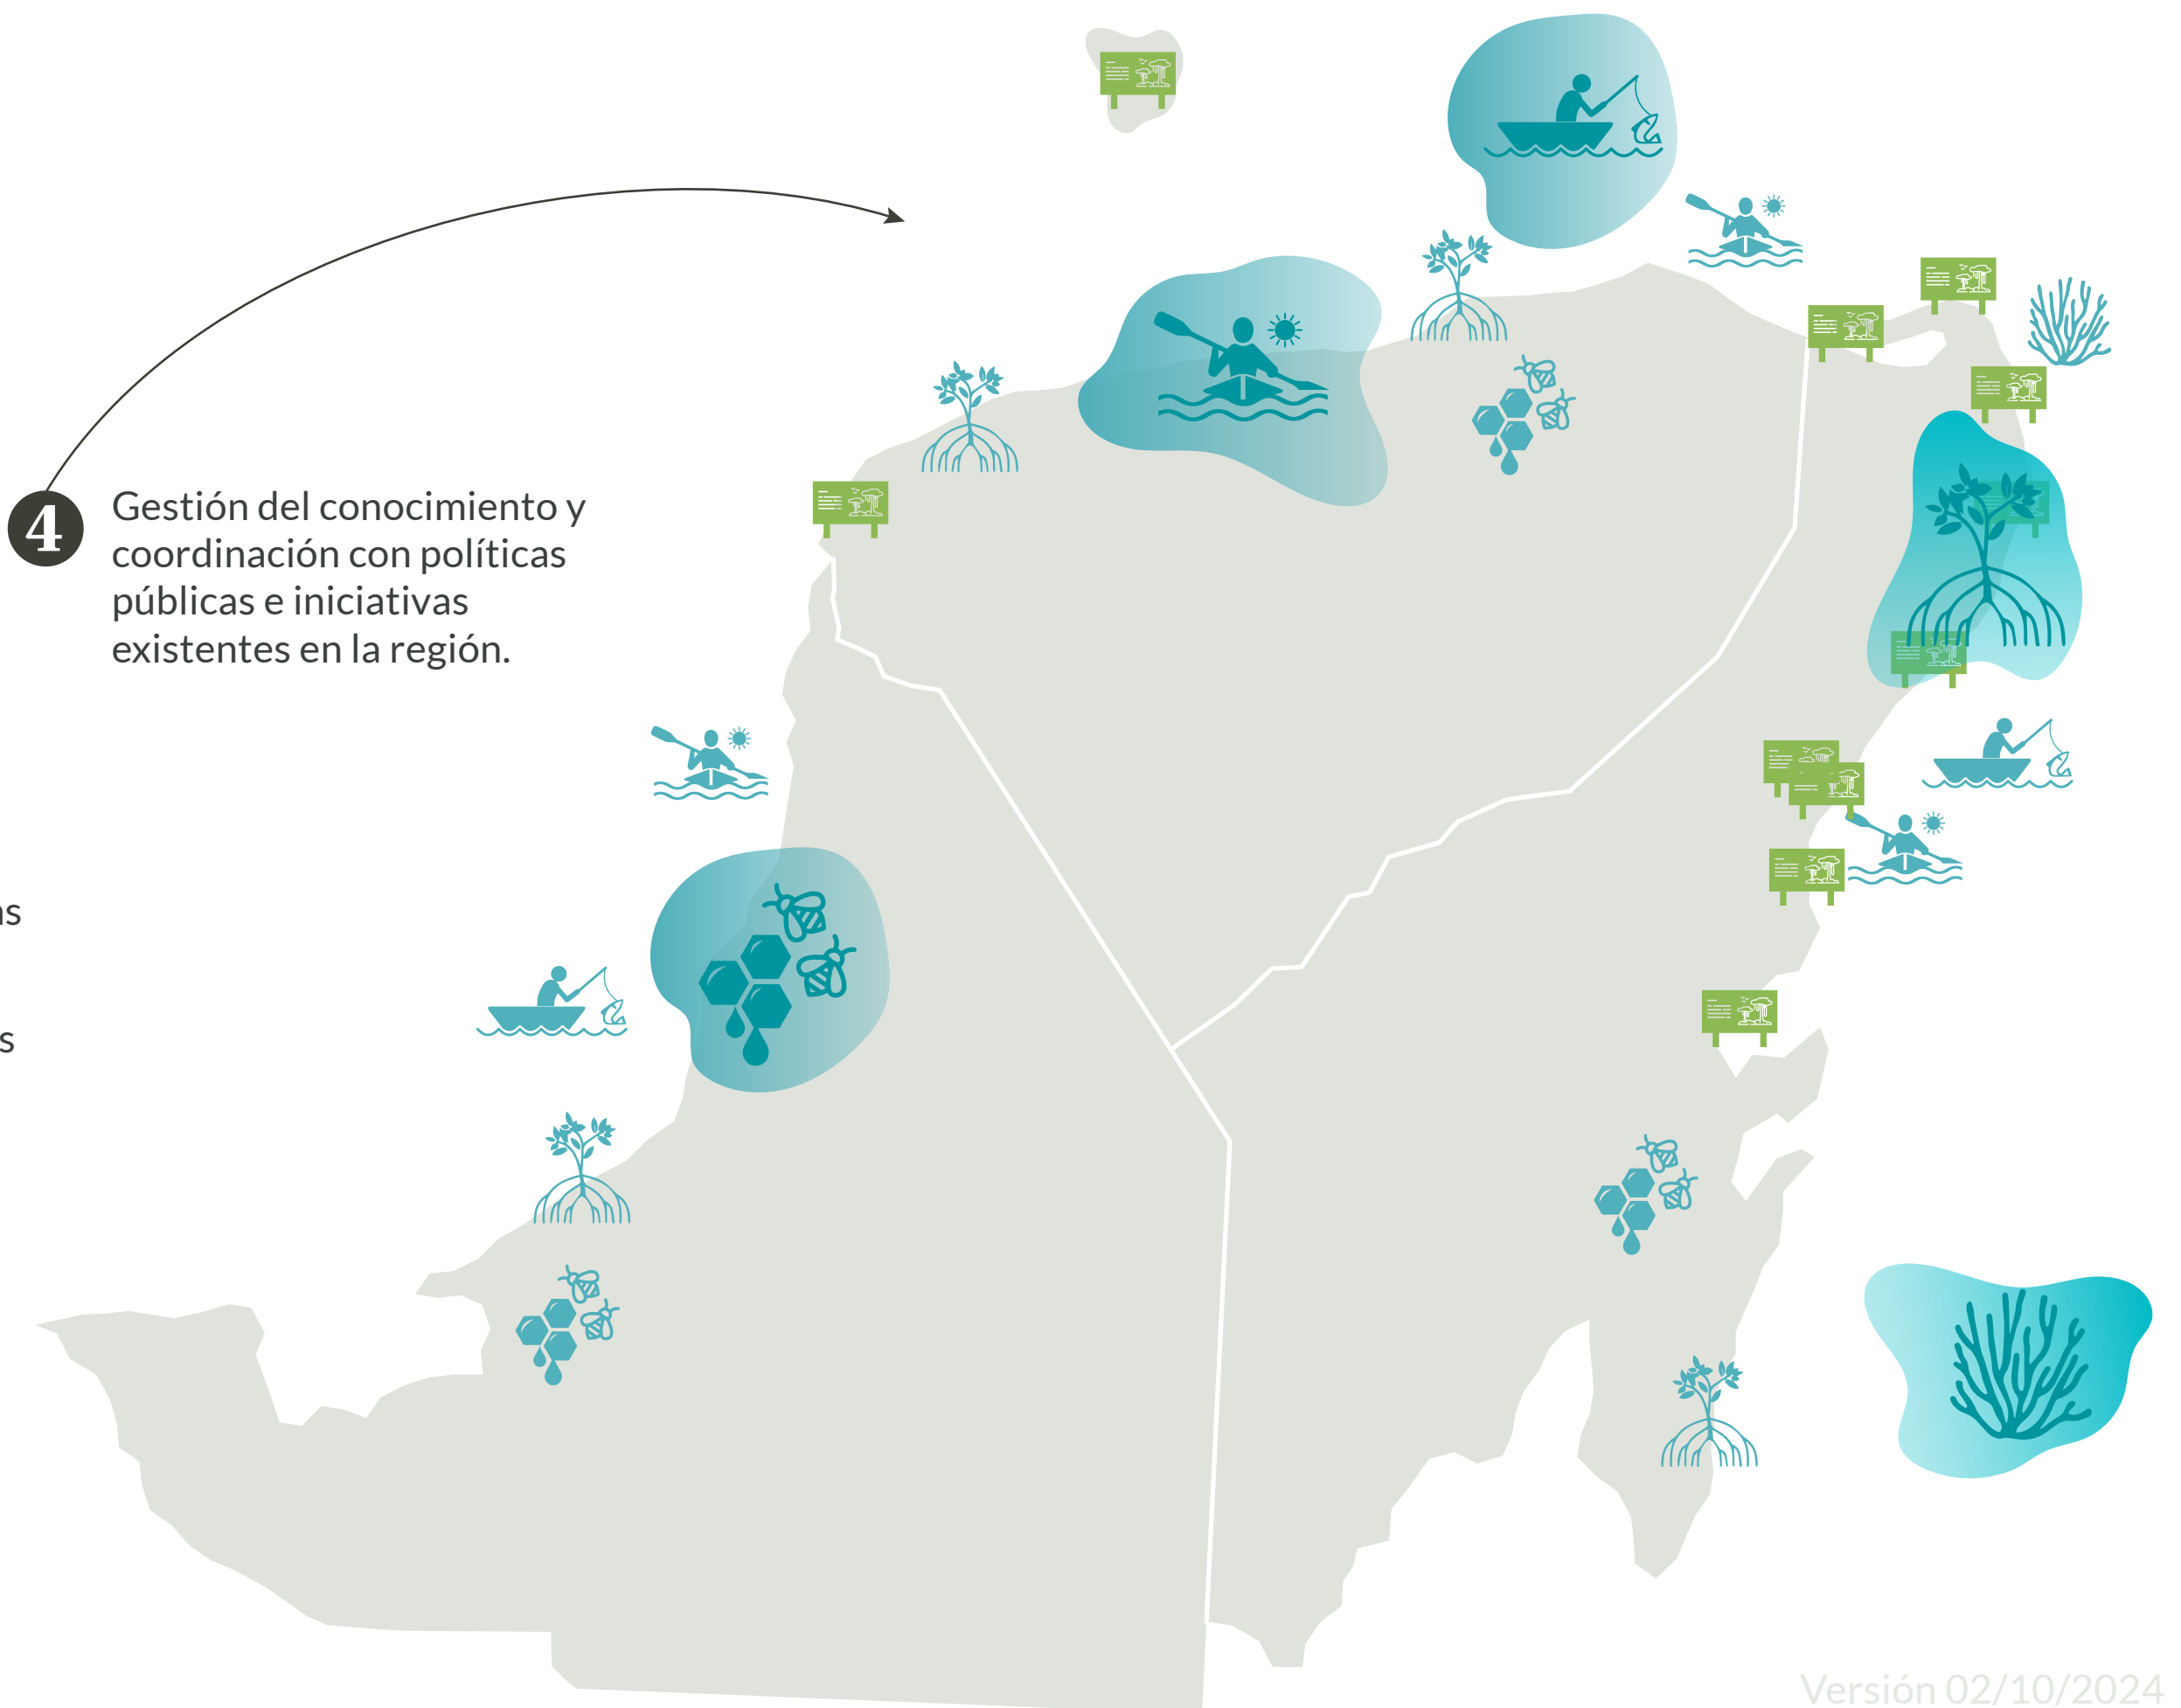 4
Gestión del conocimiento y
coordinación con políticas
públicas e iniciativas
existentes en la región.
Versión 02/10/2024